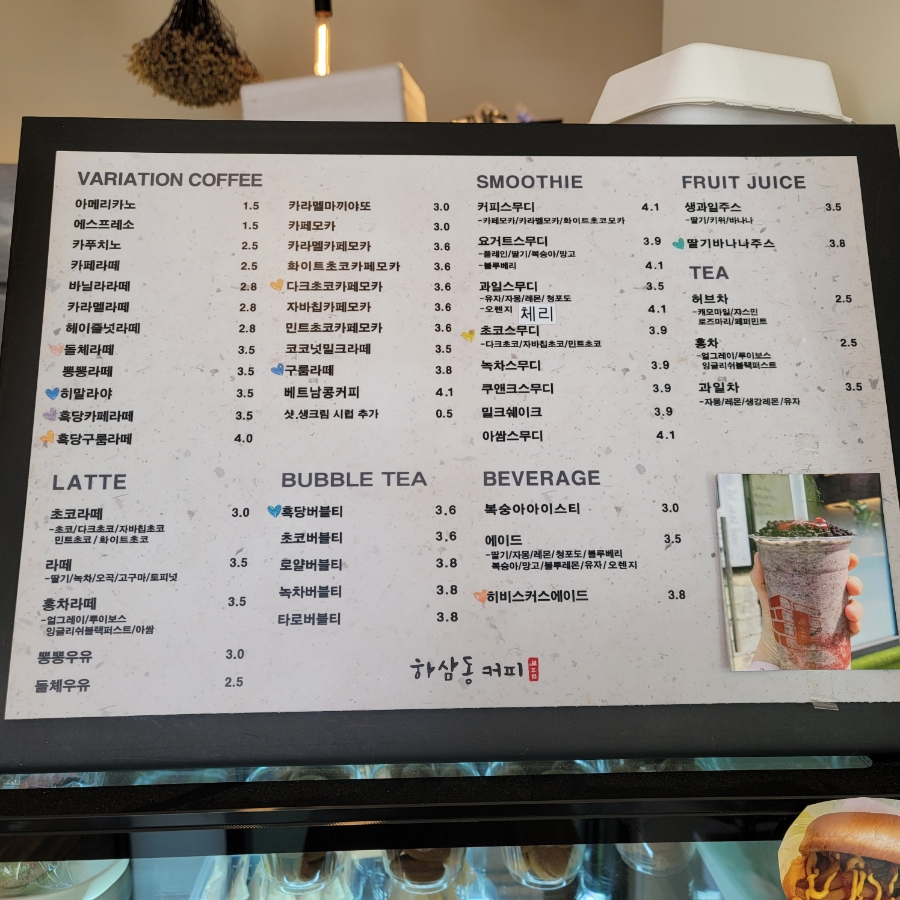 VARIATION COFFEE
아메리카노 1.5
에스프레소 1.5
카푸치노 2.5
카페라떼 2.5
바닐라라떼 2.8
카라멜라떼 2.8
헤이즐넛라떼 2.8
돌체라떼 3.5
뿅뿅라떼 3.5
히말라야 3.5
흑당카페라떼 3.5
흑당구룸라떼 4.0
카라멜마끼야또 3.0
카페모카 3.0
카라멜카페모카 3.6
화이트초코카페모카 3.6
다크초코카페모카 3.6
자바칩카페모카 3.6
민트초코카페모카 3.6
코코넛밀크라떼 3.5
구룸라떼 3.8
베트남콩커피 4.1
샷,생크림 시럽 추가 0.5
SMOOTHIE
커피스무디 4.1
-카페모카/카라멜모카/화이트초코모카
요거트스무디 3.9
-플레인/딸기/복숭아/망고
-블루베리 4.1
과일스무디 3.5
-유자/자몽/레몬/청포도
-오렌지 체리 4.1
초코스무디 3.9
-다크초코/자바칩초코/민트초코
녹차스무디 3.9
쿠앤크스무디 3.9
밀크쉐이크 3.9
아쌈스무디 4.1
FRUIT JUICE
생과일주스 3.5
-딸기/키위/바나나
딸기바나나주스 3.8
TEA
허브차 2.5
-캐모마일/쟈스민
로즈마리/페퍼민트
홍차 2.5
-얼그레이/루이보스
잉글리쉬블랙퍼스트
과일차 3.5
-자몽/레몬/생강레몬/유자
LATTE
초코라떼 3.0
-초코/다크초코/자바칩초코
민트초코/화이트초코
라떼 3.5
-딸기/녹차/오곡/고구마/토피넛
홍차라떼 3.5
-얼그레이/루이보스
잉글리쉬블랙퍼스트/아쌈
뿅뿅우유 3.0
돌체우유 2.5
BUBBLE TEA
흑당버블티 3.6
초코버블티 3.6
로얄버블티 3.8
녹차버블티 3.8
타로버블티 3.8
BEVERAGE
복숭아아이스티 3.0
에이드 3.5
-딸기/자몽/레몬/청포도/블루베리
복숭아/망고/블루레몬/유자/오렌지
히비스커스에이드 3.8
하삼동 커피